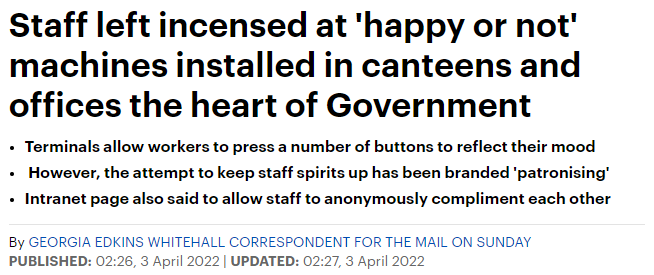 Staff left incensed at 'happy or not'
machines installed in canteens and
offices the heart of Government
• Terminals allow workers to press a number of buttons to reflect their mood
• However, the attempt to keep staff spirits up has been branded 'patronising'
• Intranet page also said to allow staff to anonymously compliment each other
By GEORGIA EDKINS WHITEHALL CORRESPONDENT FOR THE MAIL ON SUNDAY
PUBLISHED: 02:26, 3 April 2022 | UPDATED: 02:27, 3 April 2022